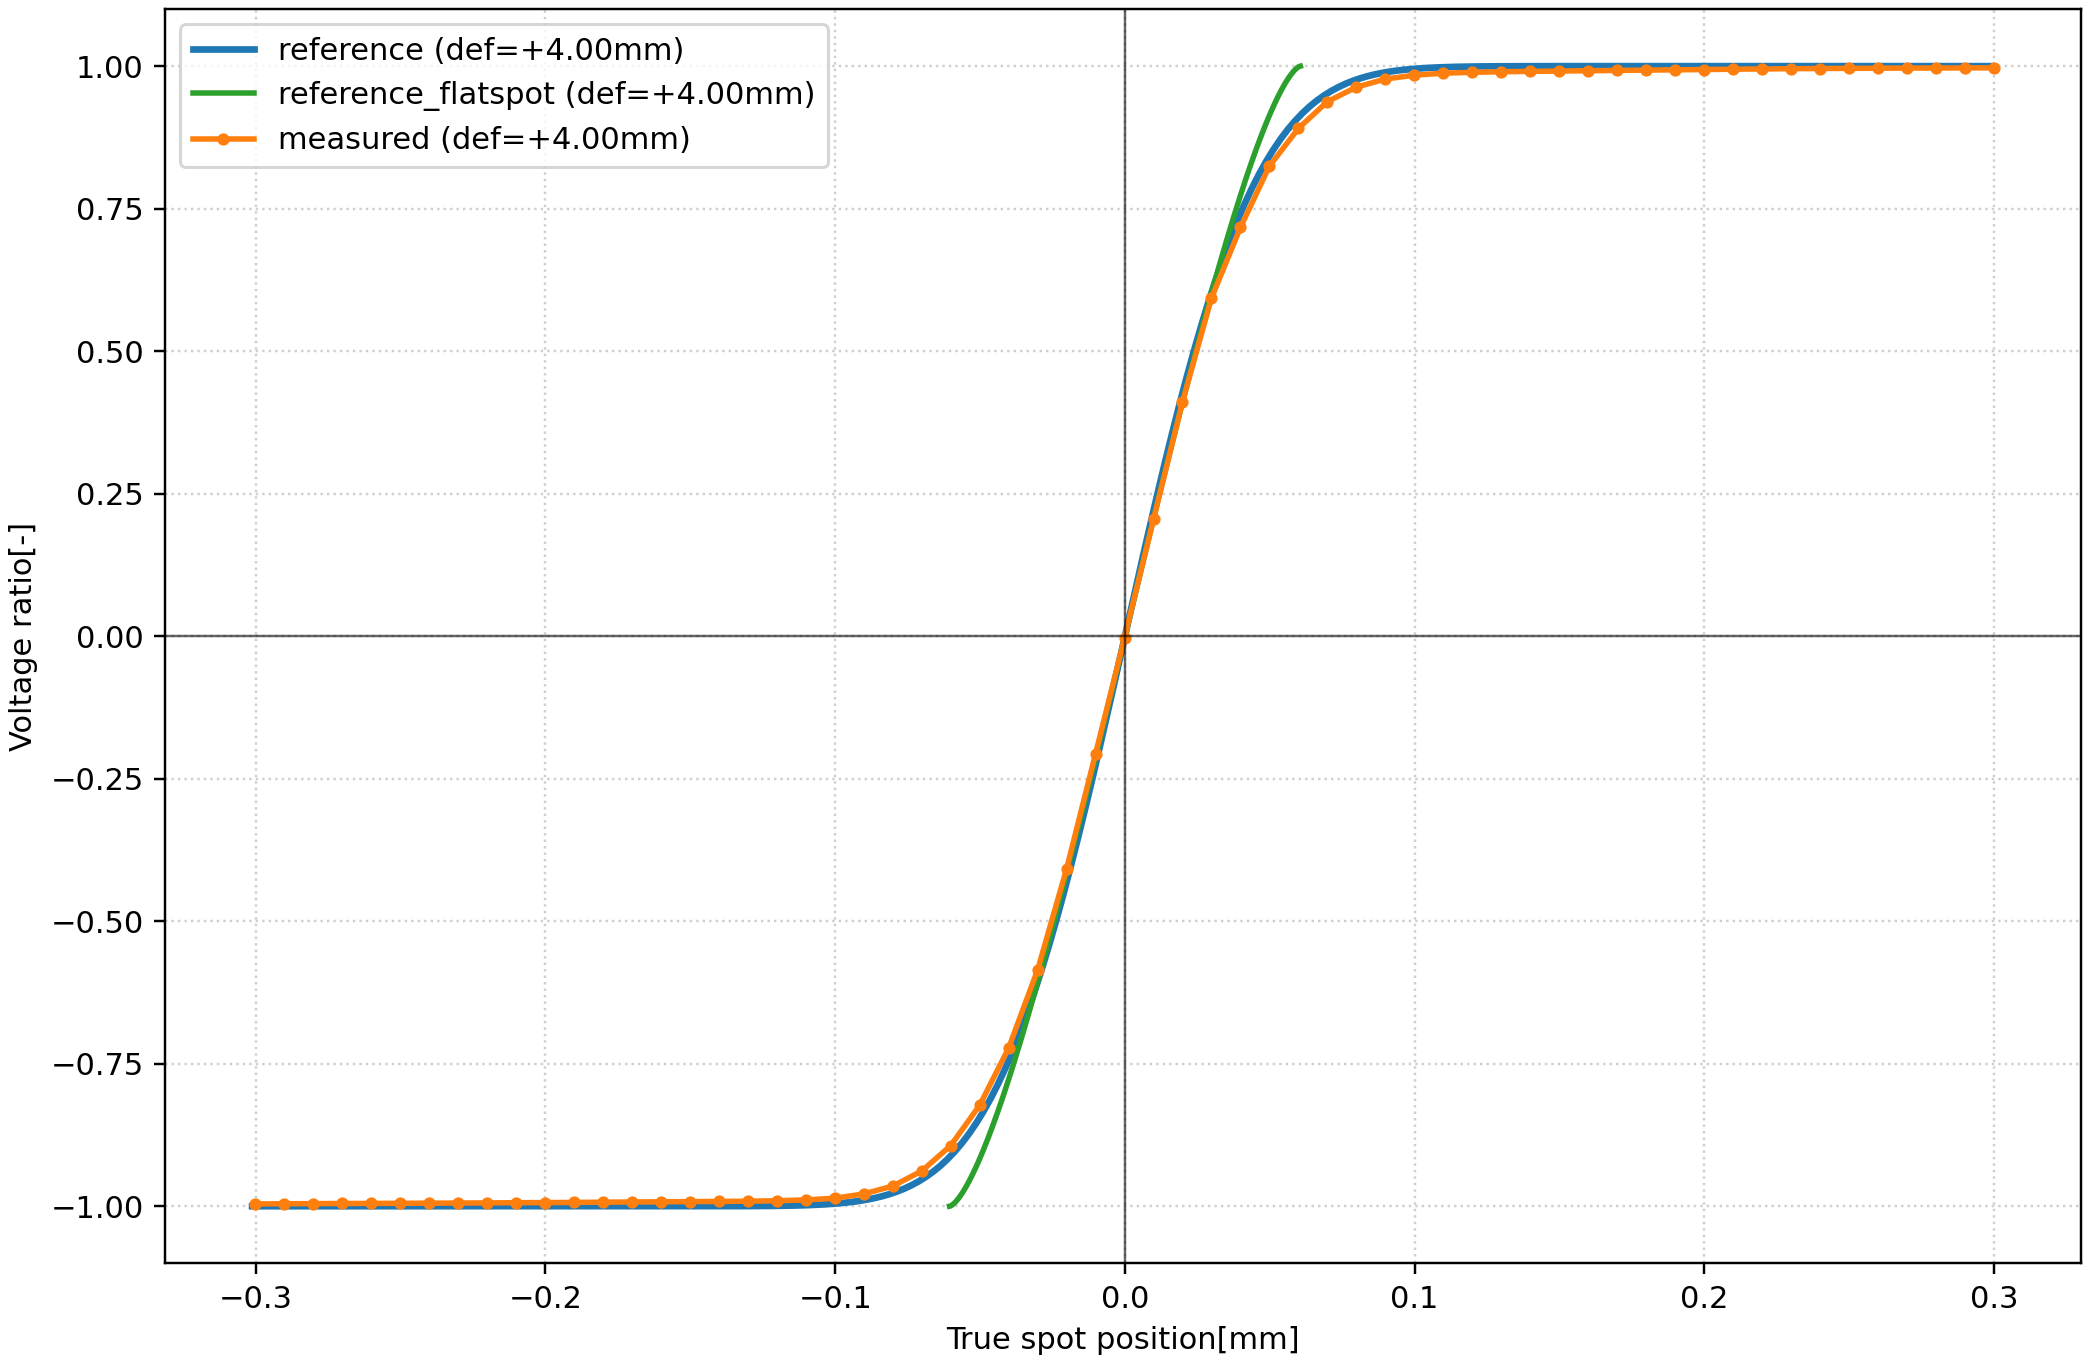 reference (def=+4.00mm)
reference_flatspot (def=+4.00mm)
measured (def=+4.00mm)
1.00
0.75
0.50
0.25
0.00
−0.25
−0.50
−0.75
−1.00
Voltage ratio[-]
−0.3 −0.2 −0.1 0.0 0.1 0.2 0.3
True spot position[mm]